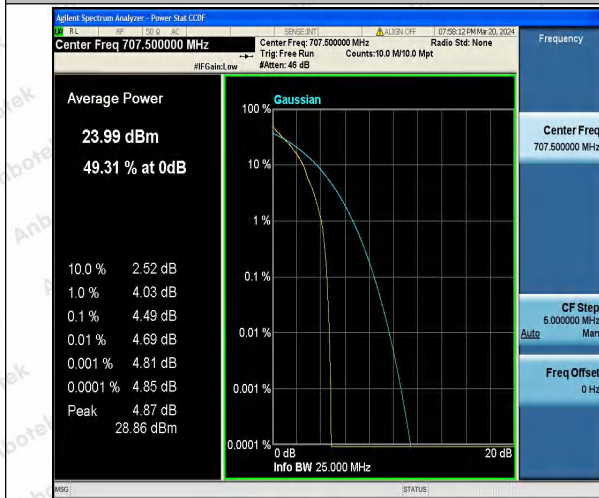 Agilent Spectrum Analyzer - Power Stat CCDF
RL RF 50 Ω AC SENSE:INT ALIGN OFF 07:58:12 PM Mar 20, 2024
Center Freq 707.500000 MHz
Center Freq: 707.500000 MHz Radio Std: None
Trig: Free Run Counts:10.0 M/10.0 Mpt
#IFGain:Low #Atten: 46 dB
Frequency
Average Power
23.99 dBm
49.31 % at 0dB
10.0 % 2.52 dB
1.0 % 4.03 dB
0.1 % 4.49 dB
0.01 % 4.69 dB
0.001 % 4.81 dB
0.0001 % 4.85 dB
Peak 4.87 dB
28.86 dBm
Gaussian
100 %
10 %
1 %
0.1 %
0.01 %
0.001 %
0.0001 %
0 dB 20 dB
Info BW 25.000 MHz
Center Freq
707.500000 MHz
CF Step
5.000000 MHz
Auto Man
Freq Offset
0 Hz
MSG STATUS